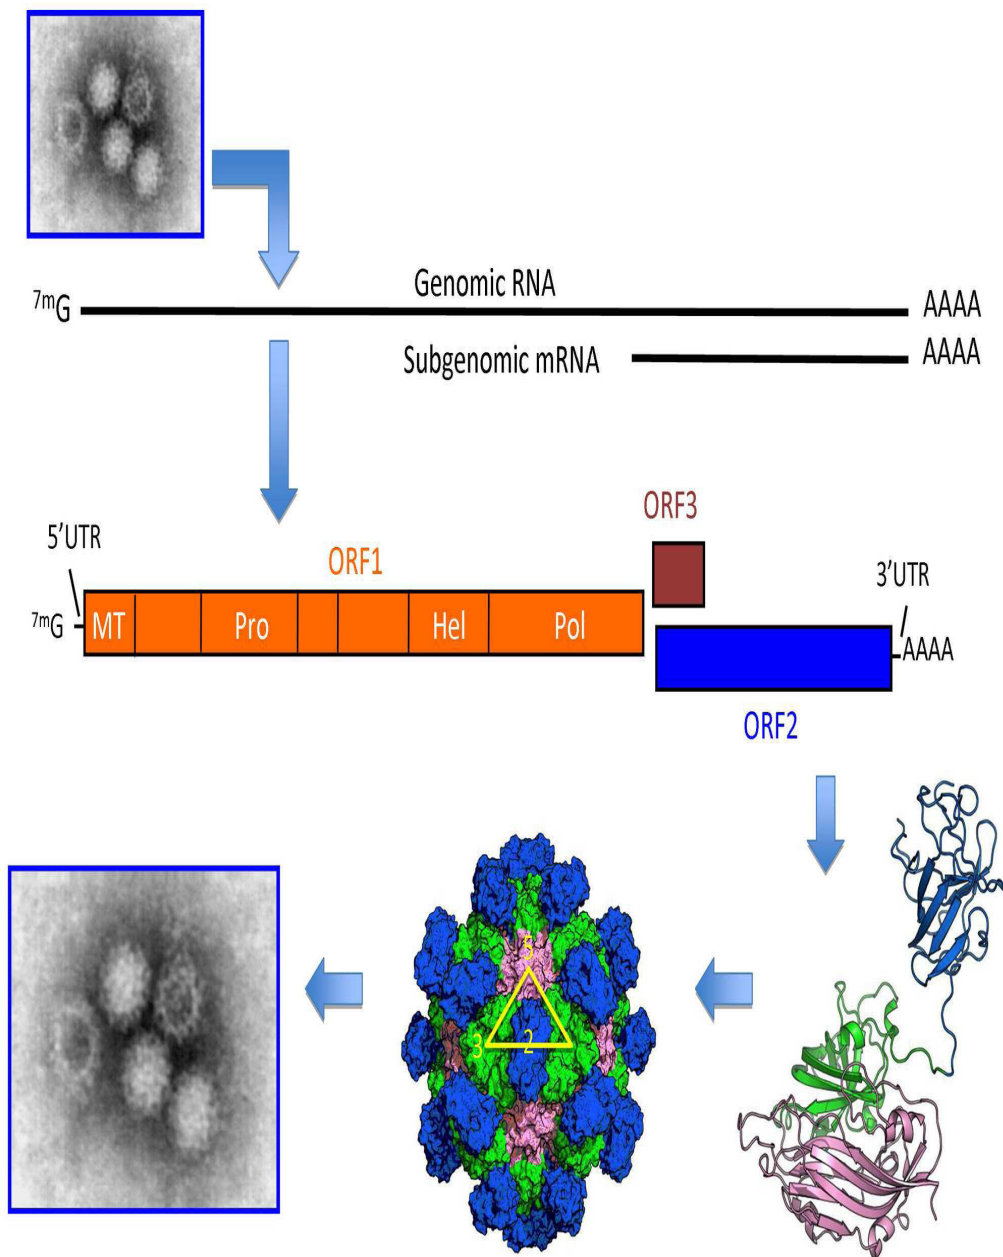 Genomic RNA
⁷ᵐG AAAA
Subgenomic mRNA AAAA
ORF3
5’UTR
ORF1
3’UTR
⁷ᵐG MT Pro Hel Pol
AAAA
ORF2
5
3 2